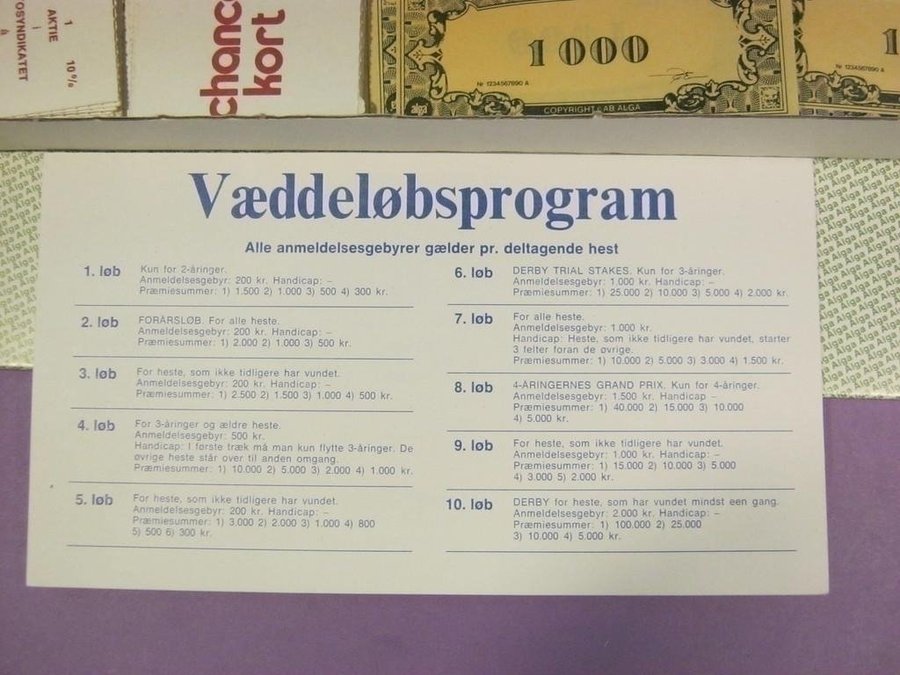 1
AKTIE
i
OSYNDIKATET
à
10%
chanc
kort
1000
Nr 1234567890 A
COPYRIGHT AB ALGA
1
Nr 1234567890 A
Væddeløbsprogram
Alle anmeldelsesgebyrer gælder pr. deltagende hest
1. løb
Kun for 2-åringer.
Anmeldelsesgebyr: 200 kr. Handicap: –
Præmiesummer: 1) 1.500 2) 1.000 3) 500 4) 300 kr.
2. løb
FORÅRSLØB. For alle heste.
Anmeldelsesgebyr: 200 kr. Handicap: –
Præmiesummer: 1) 2.000 2) 1.000 3) 500 kr.
3. løb
For heste, som ikke tidligere har vundet.
Anmeldelsesgebyr: 200 kr. Handicap: –
Præmiesummer: 1) 2.500 2) 1.500 3) 1.000 4) 500 kr.
4. løb
For 3-åringer og ældre heste.
Anmeldelsesgebyr: 500 kr.
Handicap: I første træk må man kun flytte 3-åringer. De
øvrige heste står over til anden omgang.
Præmiesummer: 1) 10.000 2) 5.000 3) 2.000 4) 1.000 kr.
5. løb
For heste, som ikke tidligere har vundet.
Anmeldelsesgebyr: 200 kr. Handicap: –
Præmiesummer: 1) 3.000 2) 2.000 3) 1.000 4) 800
5) 500 6) 300 kr.
6. løb
DERBY TRIAL STAKES. Kun for 3-åringer.
Anmeldelsesgebyr: 1.000 kr. Handicap: –
Præmiesummer: 1) 25.000 2) 10.000 3) 5.000 4) 2.000 kr.
7. løb
For alle heste.
Anmeldelsesgebyr: 1.000 kr.
Handicap: Heste, som ikke tidligere har vundet, starter
3 felter foran de øvrige.
Præmiesummer: 1) 10.000 2) 5.000 3) 3.000 4) 1.500 kr.
8. løb
4-ÅRINGERNES GRAND PRIX. Kun for 4-åringer.
Anmeldelsesgebyr: 1.500 kr. Handicap –
Præmiesummer: 1) 40.000 2) 15.000 3) 10.000
4) 5.000 kr.
9. løb
For heste, som ikke tidligere har vundet.
Anmeldelsesgebyr: 1.000 kr. Handicap: –
Præmiesummer: 1) 15.000 2) 10.000 3) 5.000
4) 3.000 5) 2.000 kr.
10. løb
DERBY for heste, som har vundet mindst een gang.
Anmeldelsesgebyr: 2.000 kr. Handicap: –
Præmiesummer: 1) 100.000 2) 25.000
3) 10.000 4) 5.000 kr.